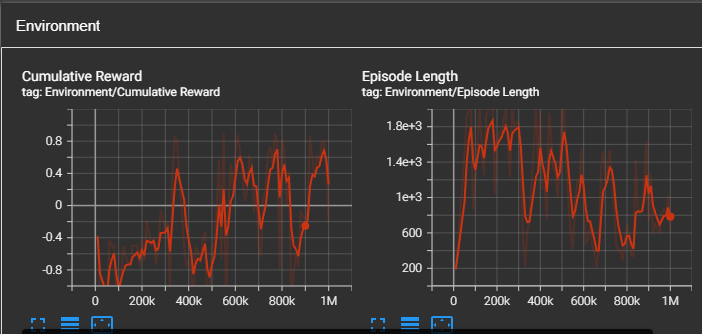 Environment
Cumulative Reward
tag: Environment/Cumulative Reward
0.8
0.4
0
-0.4
-0.8
0 200k 400k 600k 800k 1M
Episode Length
tag: Environment/Episode Length
1.8e+3
1.4e+3
1e+3
600
200
0 200k 400k 600k 800k 1M